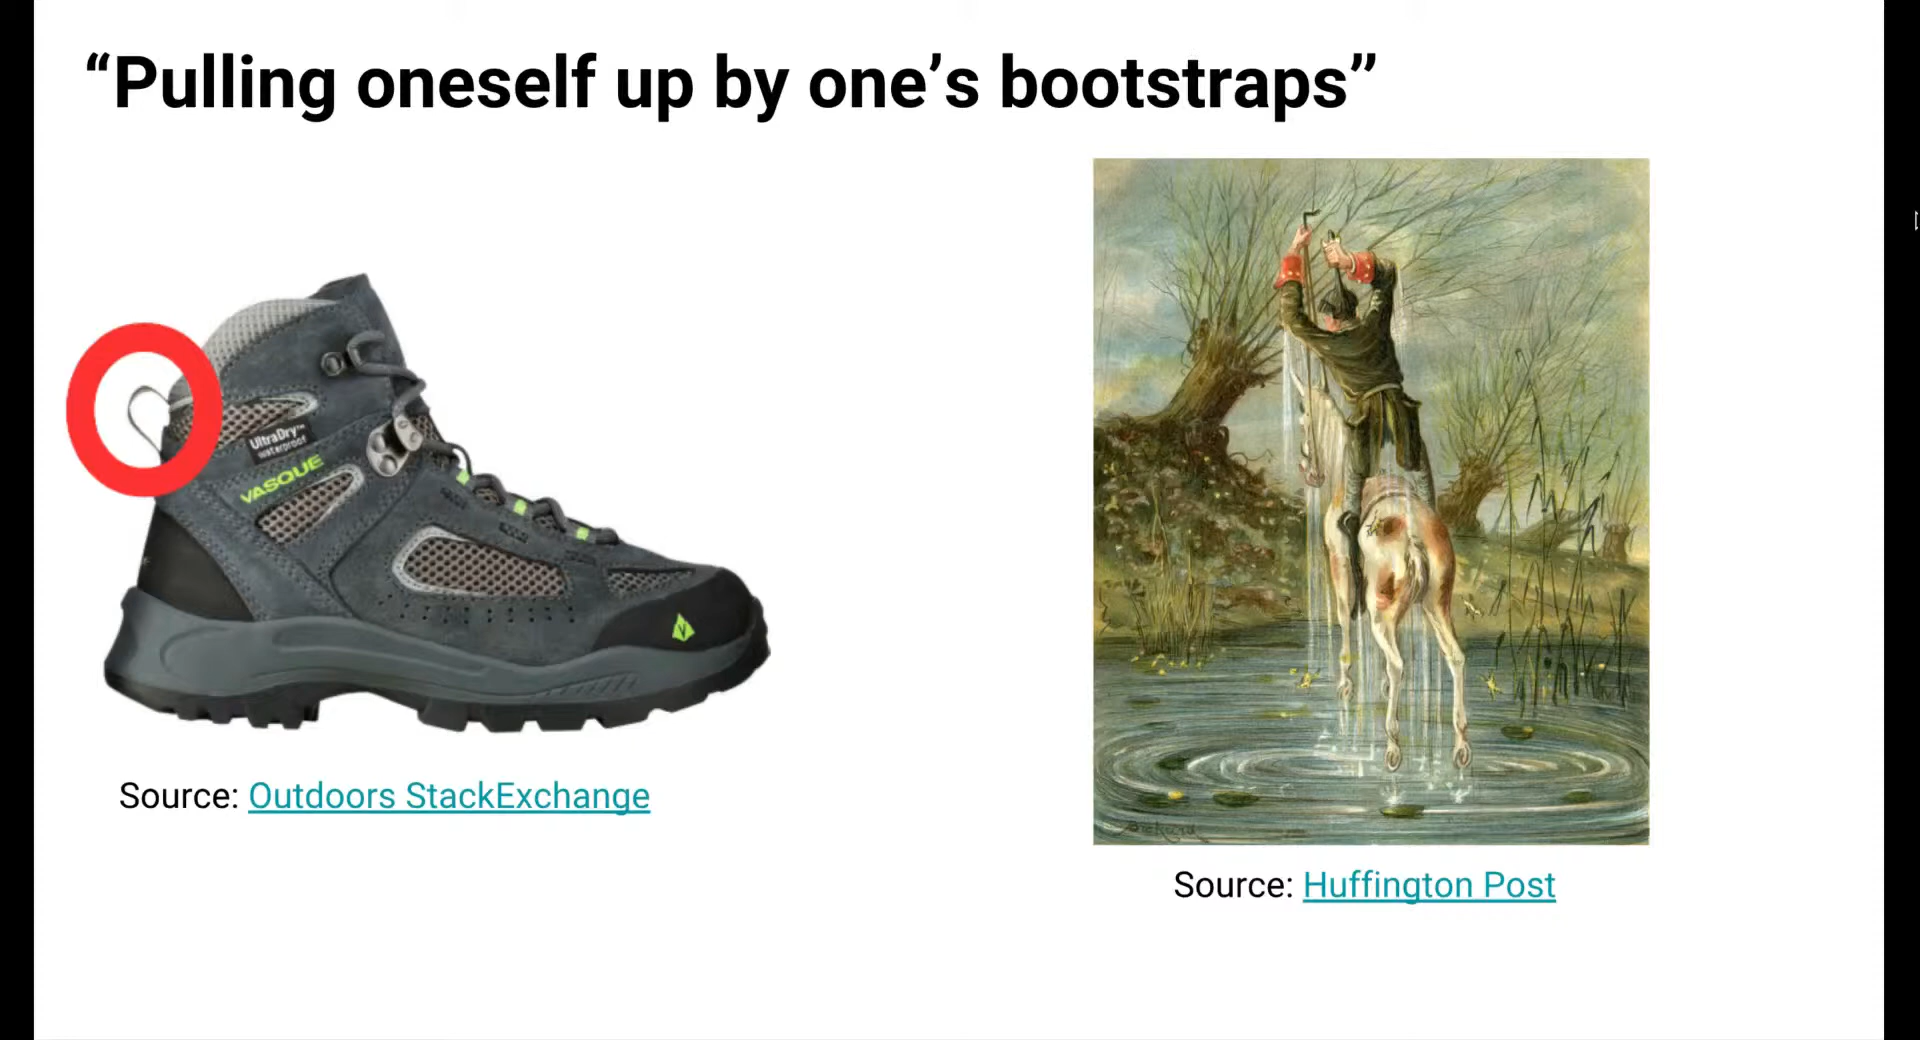 “Pulling oneself up by one’s bootstraps”
UltraDry™
waterproof
VASQUE
Source: Outdoors StackExchange
Source: Huffington Post